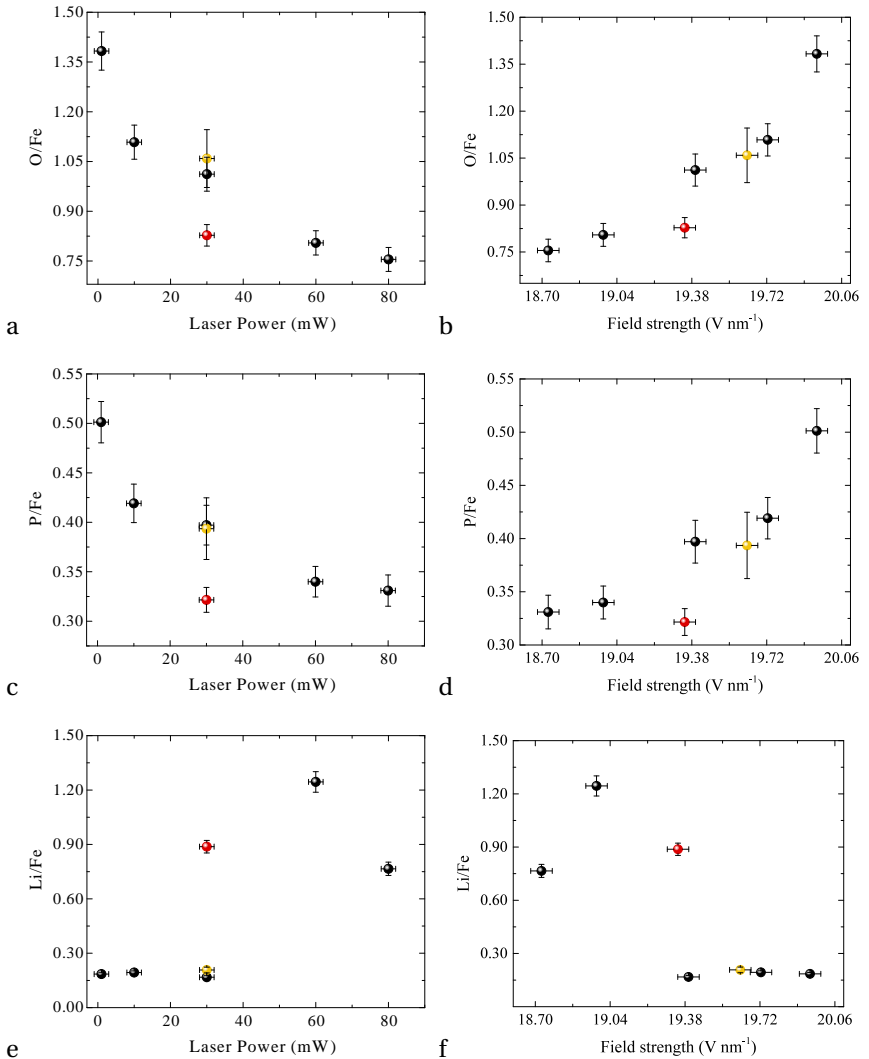 1.50
1.35
1.20
1.05
0.90
0.75
O/Fe
0 20 40 60 80
Laser Power (mW)
a
1.50
1.35
1.20
1.05
0.90
0.75
O/Fe
18.70 19.04 19.38 19.72 20.06
Field strength (V nm⁻¹)
b
0.55
0.50
0.45
0.40
0.35
0.30
P/Fe
0 20 40 60 80
Laser Power (mW)
c
0.55
0.50
0.45
0.40
0.35
0.30
P/Fe
18.70 19.04 19.38 19.72 20.06
Field strength (V nm⁻¹)
d
1.50
1.20
0.90
0.60
0.30
0.00
Li/Fe
0 20 40 60 80
Laser Power (mW)
e
1.50
1.20
0.90
0.60
0.30
Li/Fe
18.70 19.04 19.38 19.72 20.06
Field strength (V nm⁻¹)
f